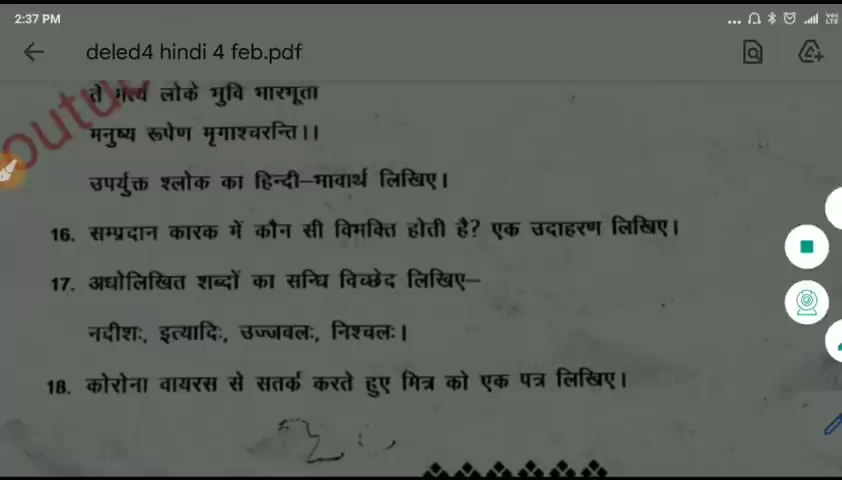 2:37 PM
deled4 hindi 4 feb.pdf
ते लोके भुवि भारभूता
मनुष्य रूपेण मृगाश्चरन्ति।।
उपर्युक्त श्लोक का हिन्दी-भावार्थ लिखिए।
16. सम्प्रदान कारक में कौन सी विभक्ति होती है? एक उदाहरण लिखिए।
17. अधोलिखित शब्दों का सन्धि विच्छेद लिखिए-
नदीशः, इत्यादिः, उज्जवलः, निश्चलः।
18. कोरोना वायरस से सतर्क करते हुए मित्र को एक पत्र लिखिए।